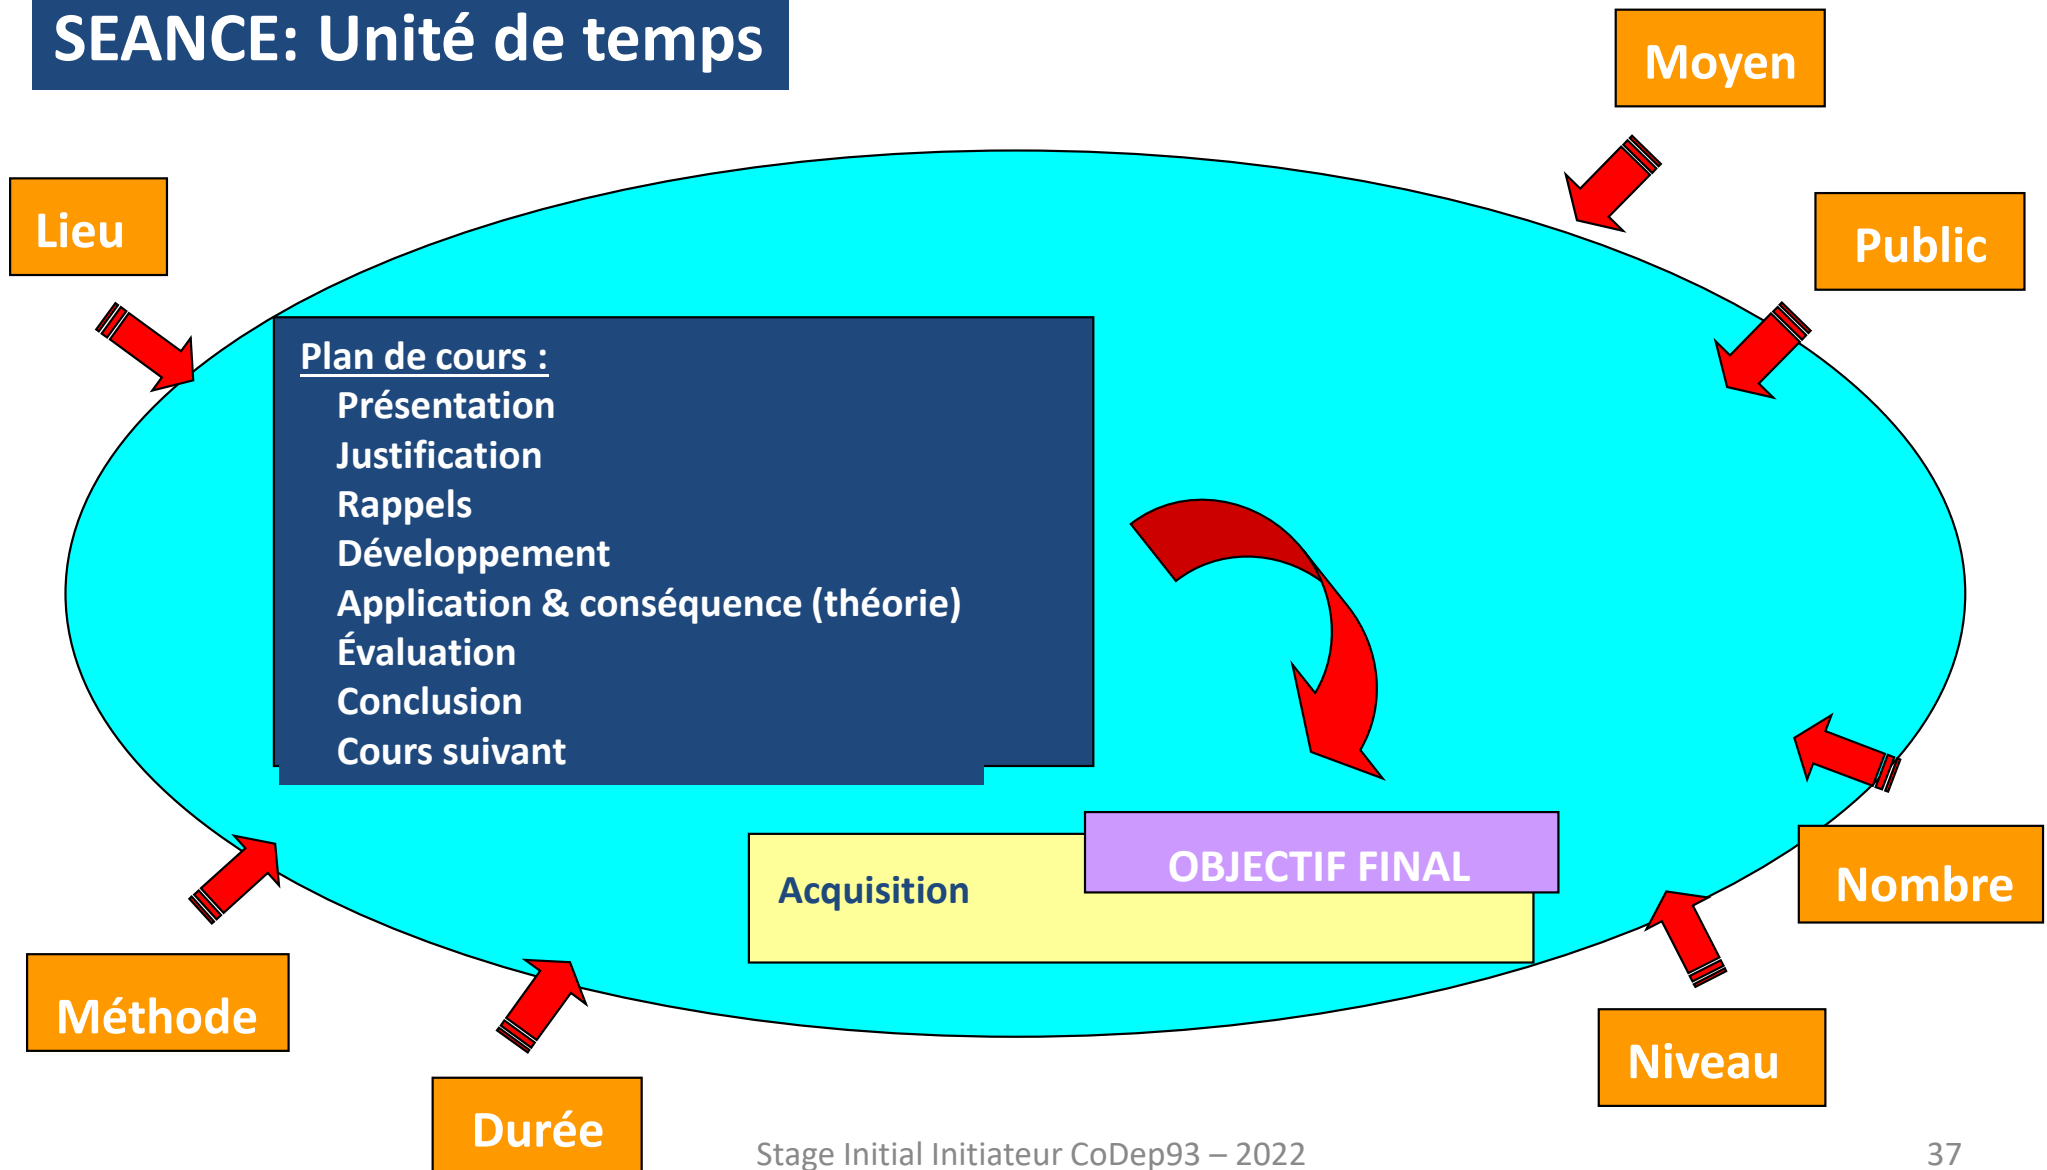 SEANCE: Unité de temps
Moyen
Lieu
Public
Plan de cours :
Présentation
Justification
Rappels
Développement
Application & conséquence (théorie)
Évaluation
Conclusion
Cours suivant
OBJECTIF FINAL
Acquisition
Nombre
Méthode
Niveau
Durée
Stage Initial Initiateur CoDep93 – 2022
37